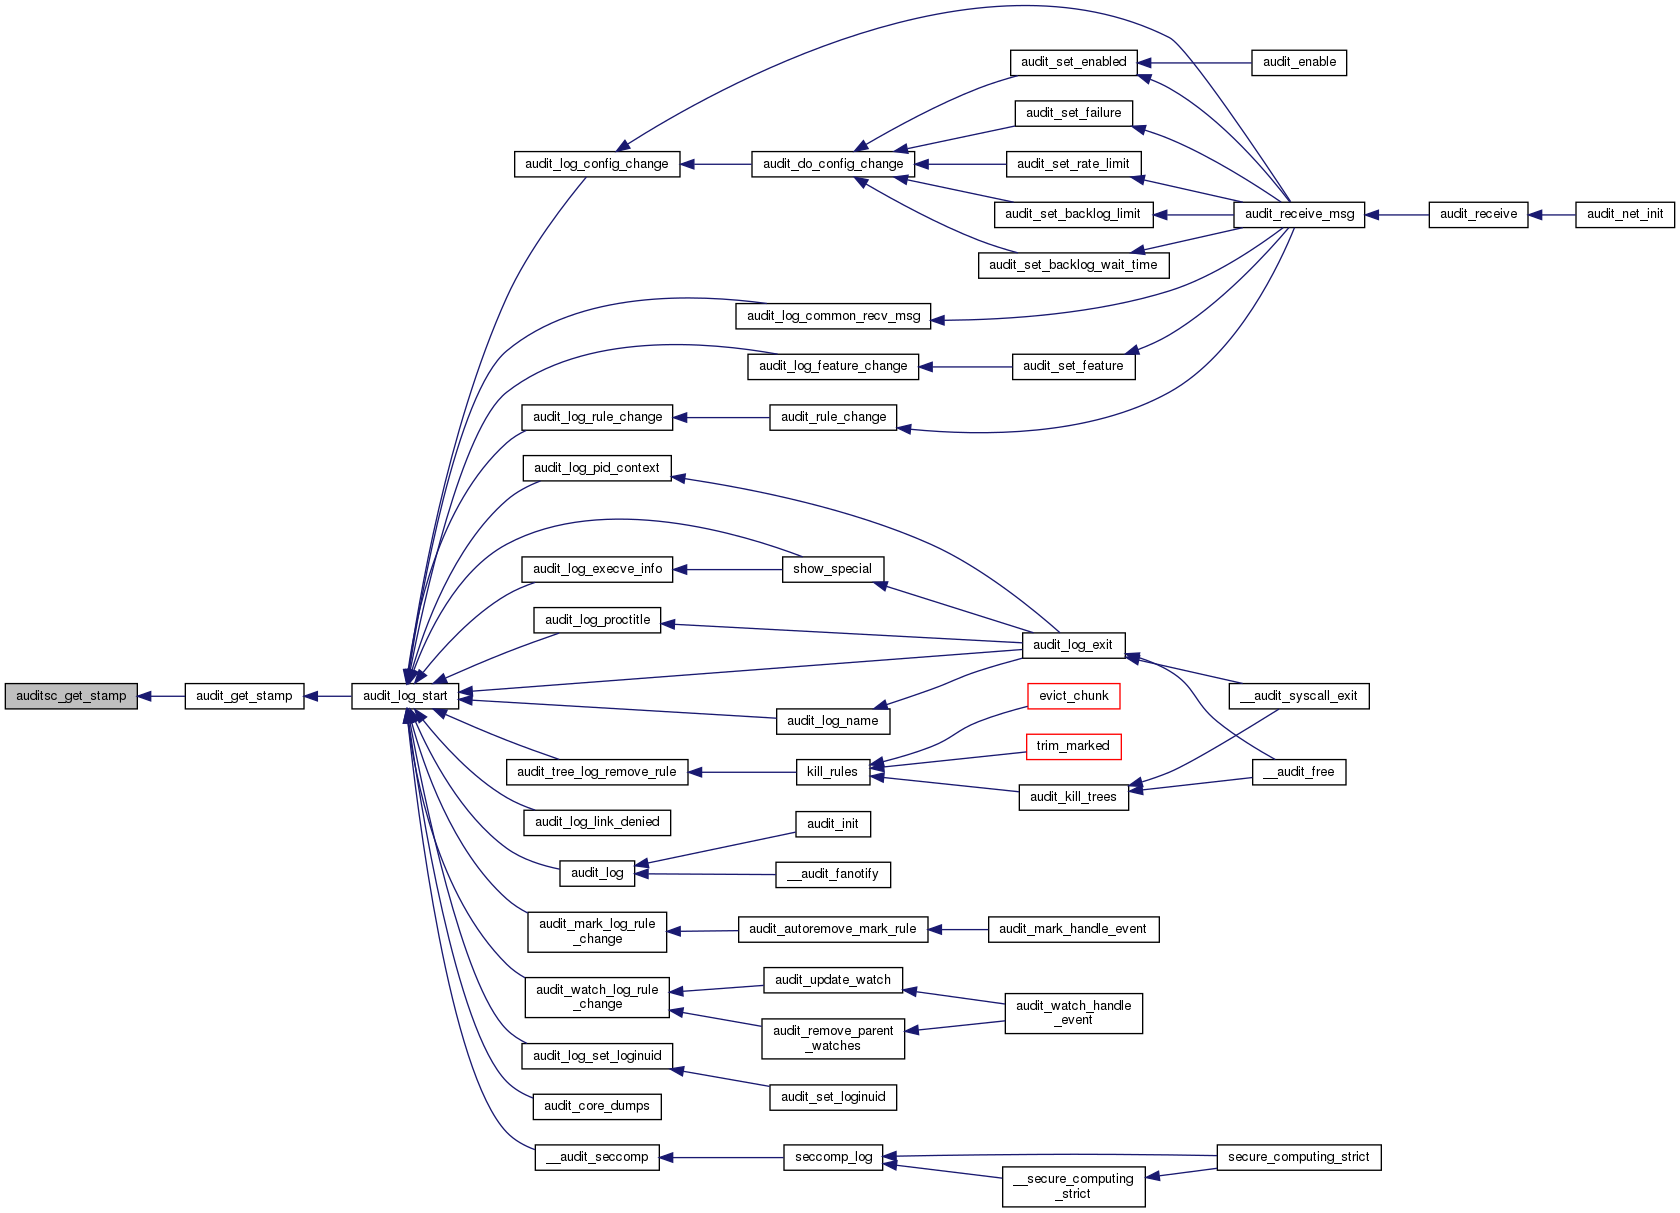 audit_set_enabled
audit_enable
audit_set_failure
audit_log_config_change
audit_do_config_change
audit_set_rate_limit
audit_set_backlog_limit
audit_receive_msg
audit_receive
audit_net_init
audit_set_backlog_wait_time
audit_log_common_recv_msg
audit_log_feature_change
audit_set_feature
audit_log_rule_change
audit_rule_change
audit_log_pid_context
audit_log_execve_info
show_special
audit_log_proctitle
audit_log_exit
auditsc_get_stamp
audit_get_stamp
audit_log_start
evict_chunk
__audit_syscall_exit
audit_log_name
trim_marked
audit_tree_log_remove_rule
kill_rules
__audit_free
audit_kill_trees
audit_log_link_denied
audit_init
audit_log
__audit_fanotify
audit_mark_log_rule
_change
audit_autoremove_mark_rule
audit_mark_handle_event
audit_watch_log_rule
_change
audit_update_watch
audit_watch_handle
_event
audit_remove_parent
_watches
audit_log_set_loginuid
audit_set_loginuid
audit_core_dumps
__audit_seccomp
seccomp_log
secure_computing_strict
__secure_computing
_strict